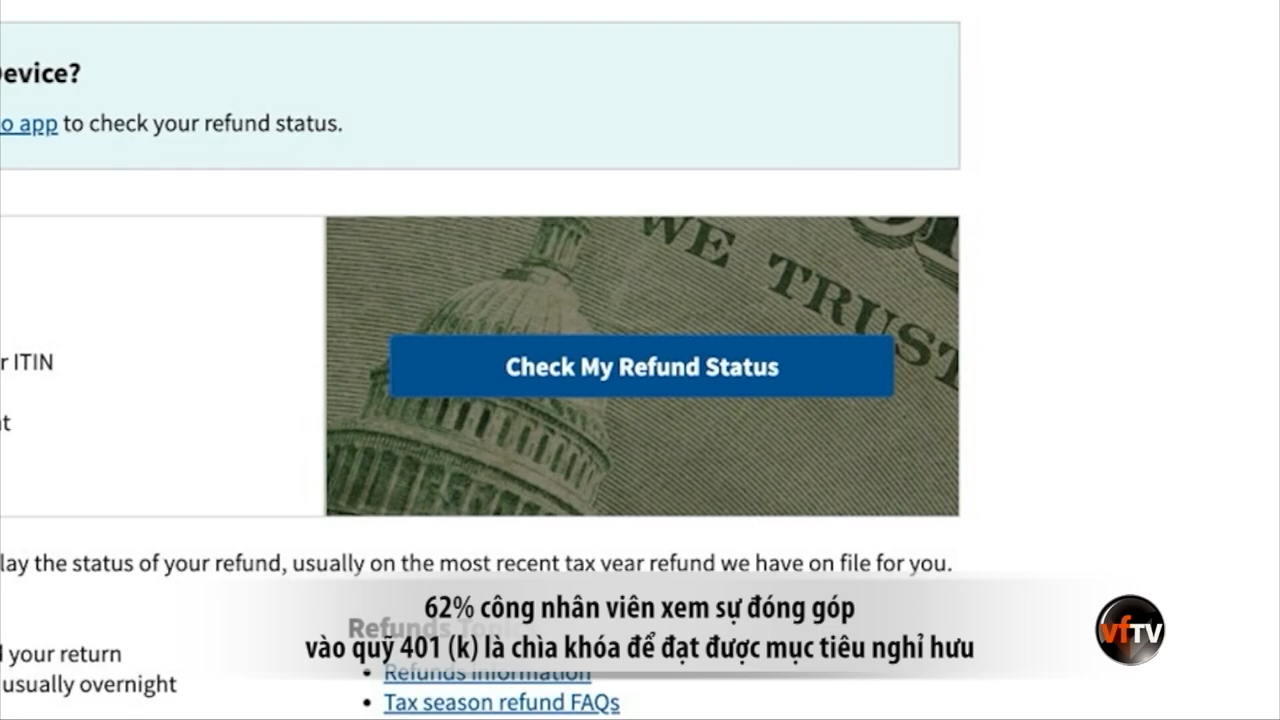 Device?
o app to check your refund status.
WE TRUST
r ITIN
Check My Refund Status
t
lay the status of your refund, usually on the most recent tax year refund we have on file for you.
62% công nhân viên xem sự đóng góp
vào quỹ 401 (k) là chìa khóa để đạt được mục tiêu nghỉ hưu
vfTV
Refunds
your return
usually overnight
Refunds information
Tax season refund FAQs